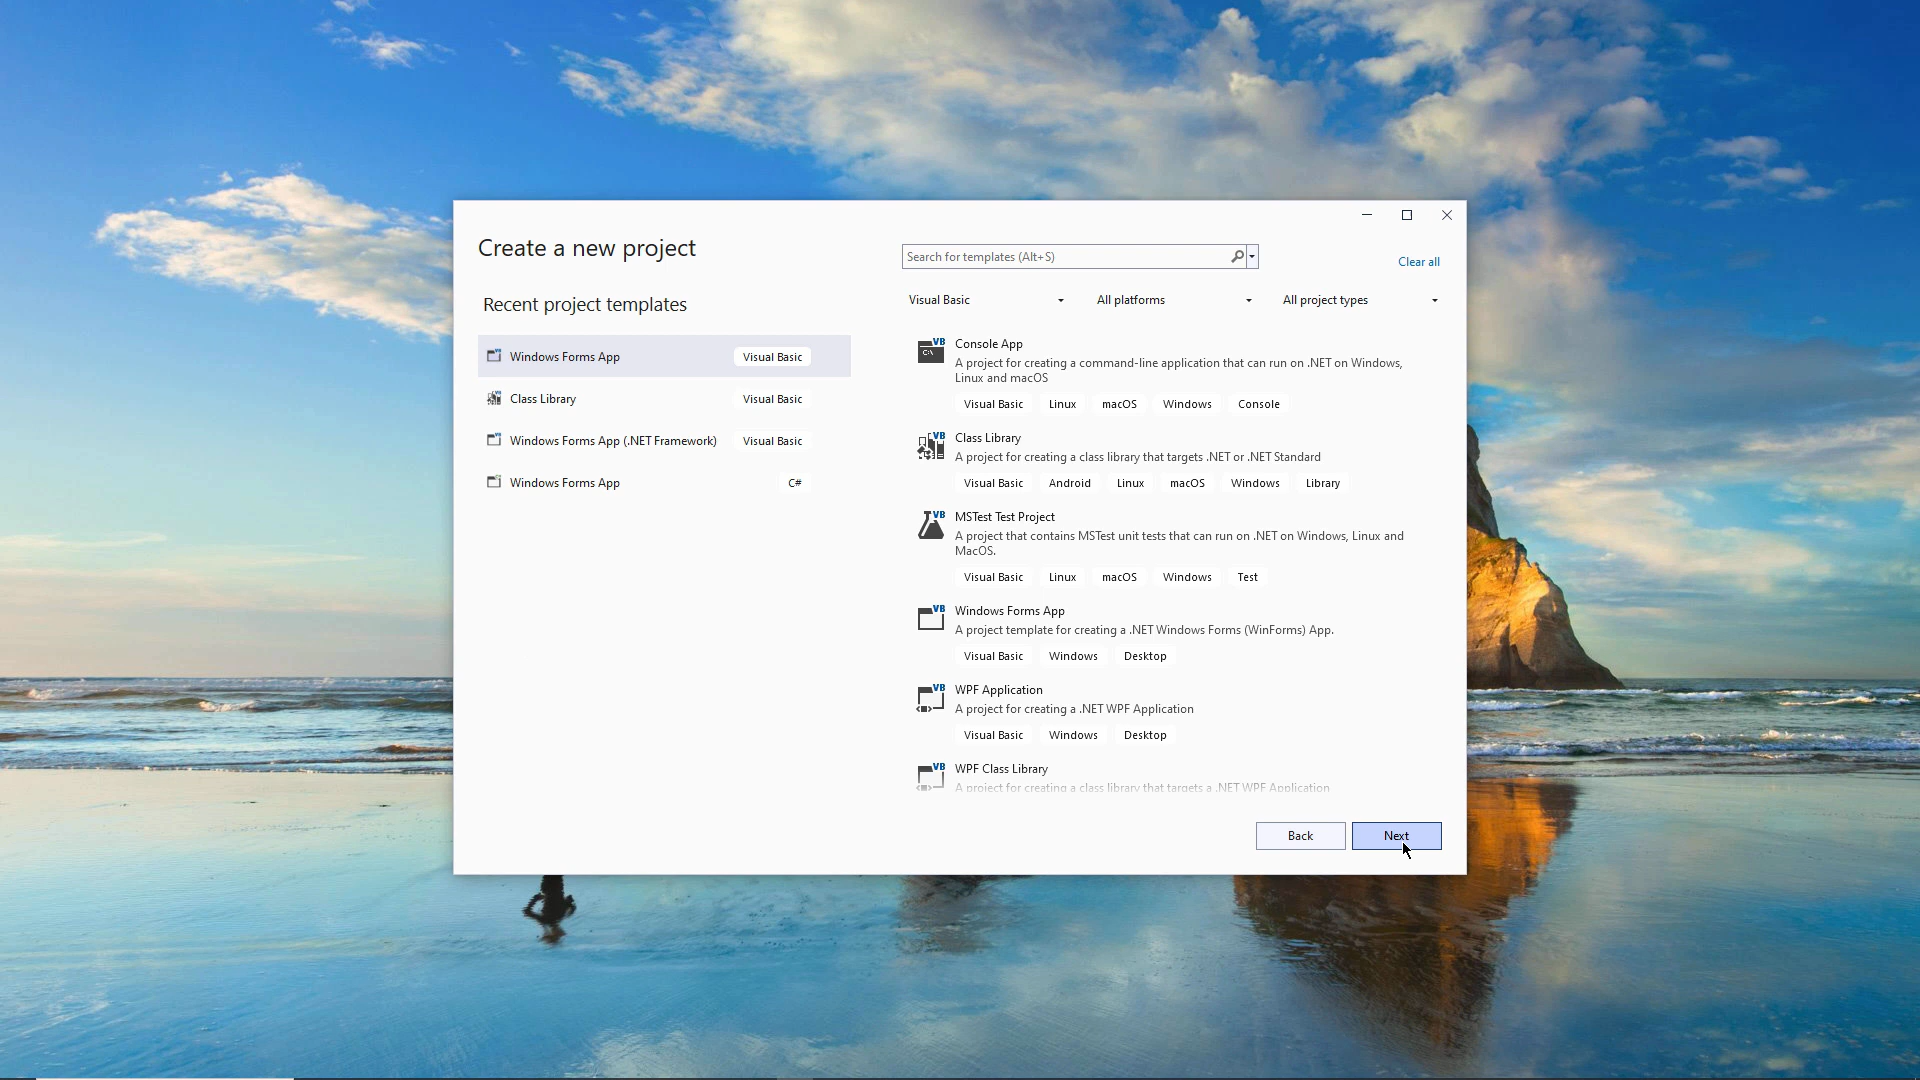 Create a new project
Search for templates (Alt+S)
Clear all
Recent project templates
Visual Basic
All platforms
All project types
Windows Forms App
Visual Basic
Class Library
Visual Basic
Windows Forms App (.NET Framework)
Visual Basic
Windows Forms App
C#
VB
C:\
Console App
A project for creating a command-line application that can run on .NET on Windows,
Linux and macOS
Visual Basic Linux macOS Windows Console
VB
Class Library
A project for creating a class library that targets .NET or .NET Standard
Visual Basic Android Linux macOS Windows Library
VB
MSTest Test Project
A project that contains MSTest unit tests that can run on .NET on Windows, Linux and
MacOS.
Visual Basic Linux macOS Windows Test
VB
Windows Forms App
A project template for creating a .NET Windows Forms (WinForms) App.
Visual Basic Windows Desktop
VB
WPF Application
A project for creating a .NET WPF Application
Visual Basic Windows Desktop
VB
WPF Class Library
A project for creating a class library that targets a .NET WPF Application
Back
Next